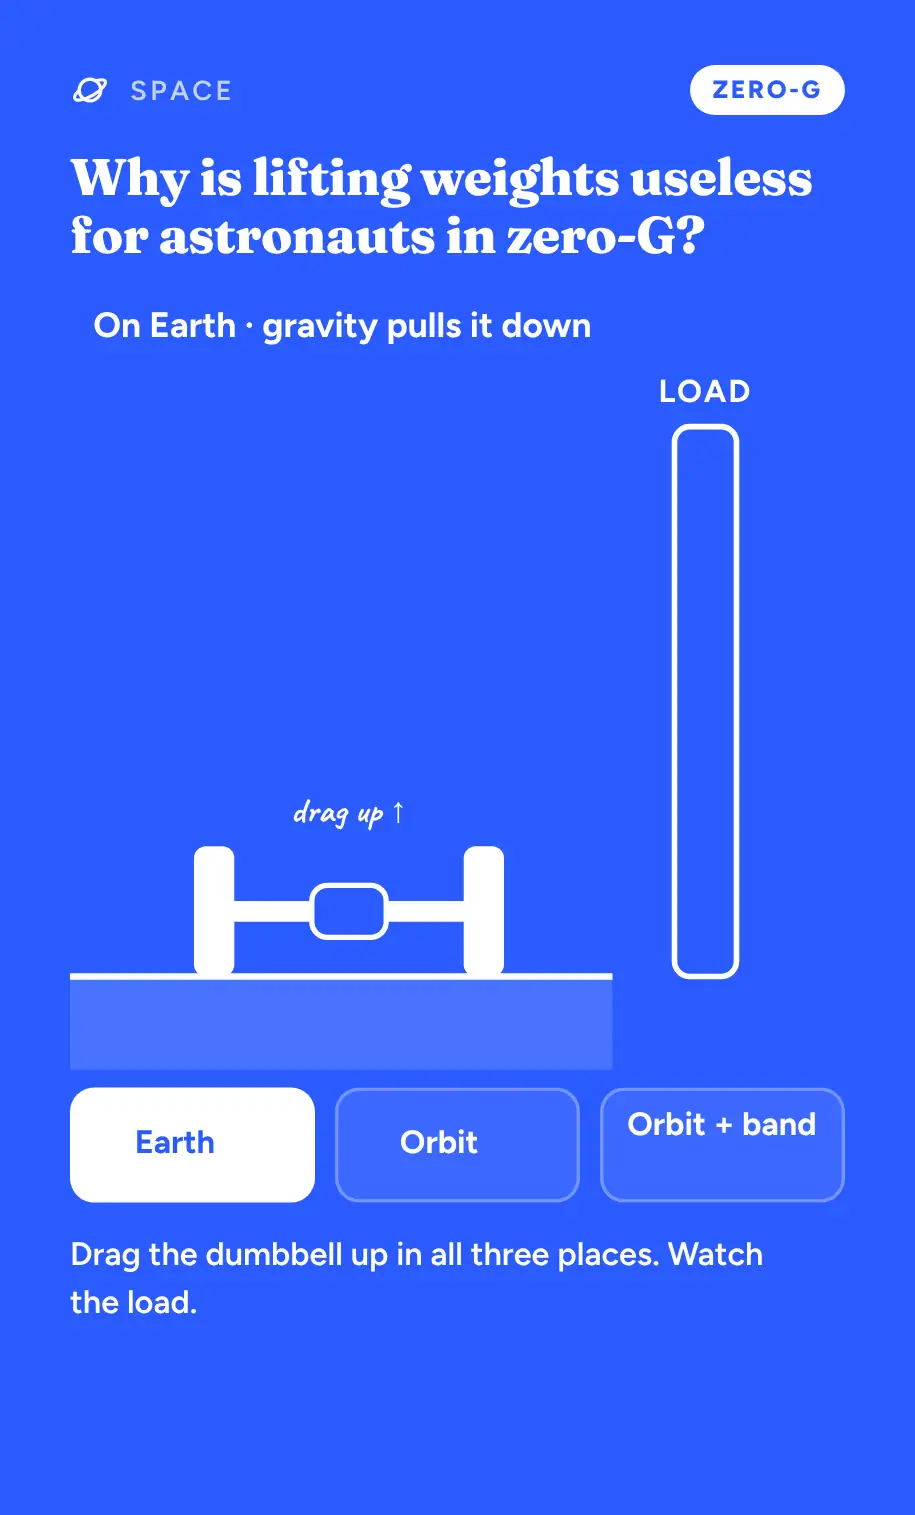 SPACE
ZERO-G
Why is lifting weights useless
for astronauts in zero-G?
On Earth · gravity pulls it down
LOAD
drag up ↑
Earth
Orbit
Orbit + band
Drag the dumbbell up in all three places. Watch
the load.